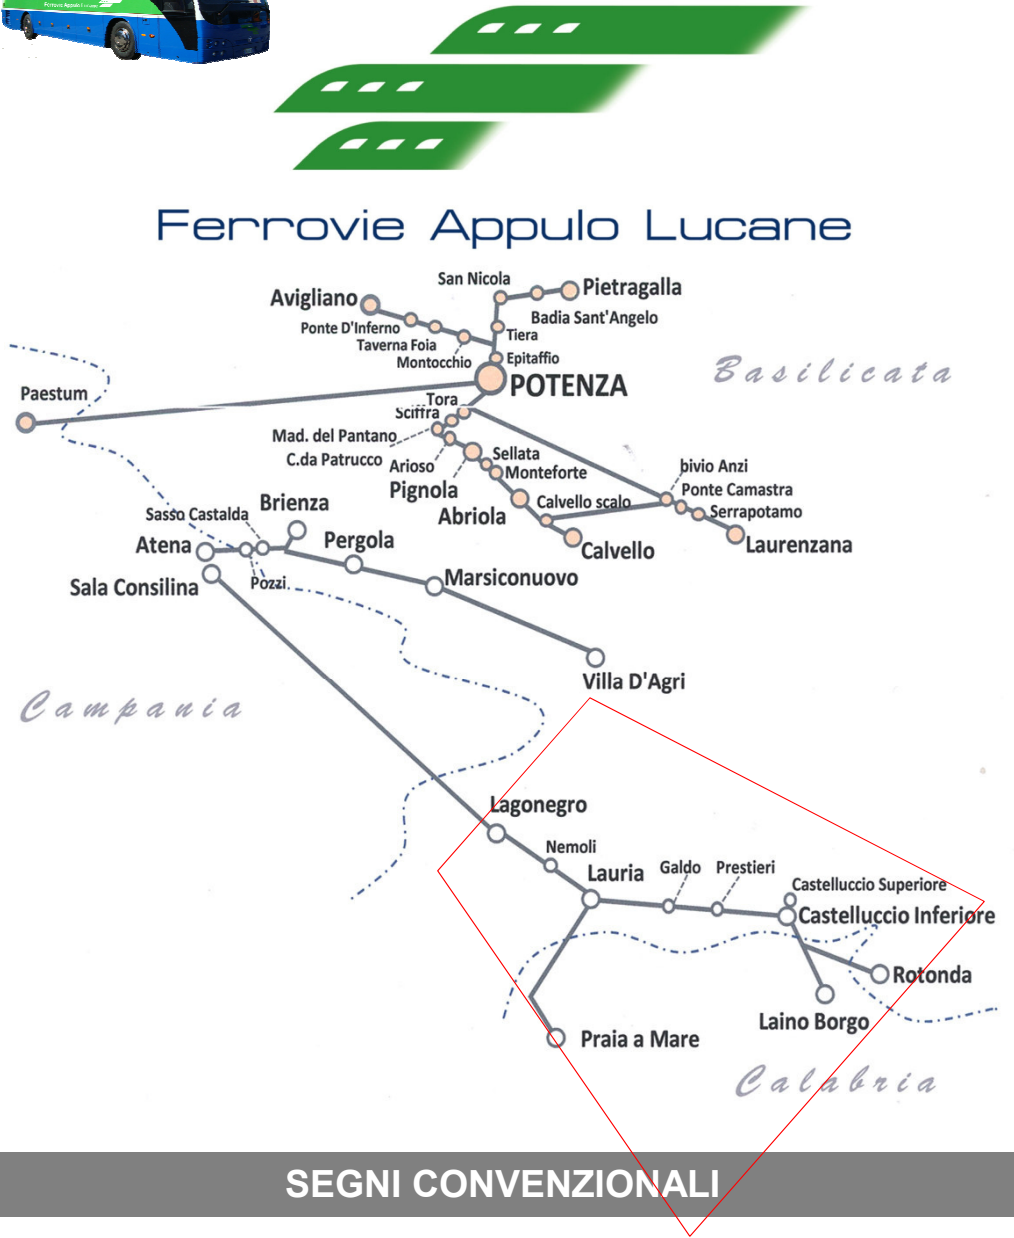 Ferrovie Appulo Lucane
Ferrovie Appulo Lucane
San Nicola
Pietragalla
Avigliano
Badia Sant'Angelo
Ponte D'Inferno
Tiera
Taverna Foia
Montocchio
Epitaffio
Basilicata
POTENZA
Paestum
Tora
Sciffra
Mad. del Pantano
C.da Patrucco
Arioso
Sellata
Monteforte
bivio Anzi
Pignola
Ponte Camastra
Calvello scalo
Serrapotamo
Abriola
Brienza
Sasso Castalda
Atena
Pergola
Calvello
Laurenzana
Sala Consilina
Pozzi
Marsiconuovo
Villa D'Agri
Campania
Lagonegro
Nemoli
Lauria
Galdo
Prestieri
Castelluccio Superiore
Castelluccio Inferiore
Rotonda
Laino Borgo
Praia a Mare
Calabria
SEGNI CONVENZIONALI